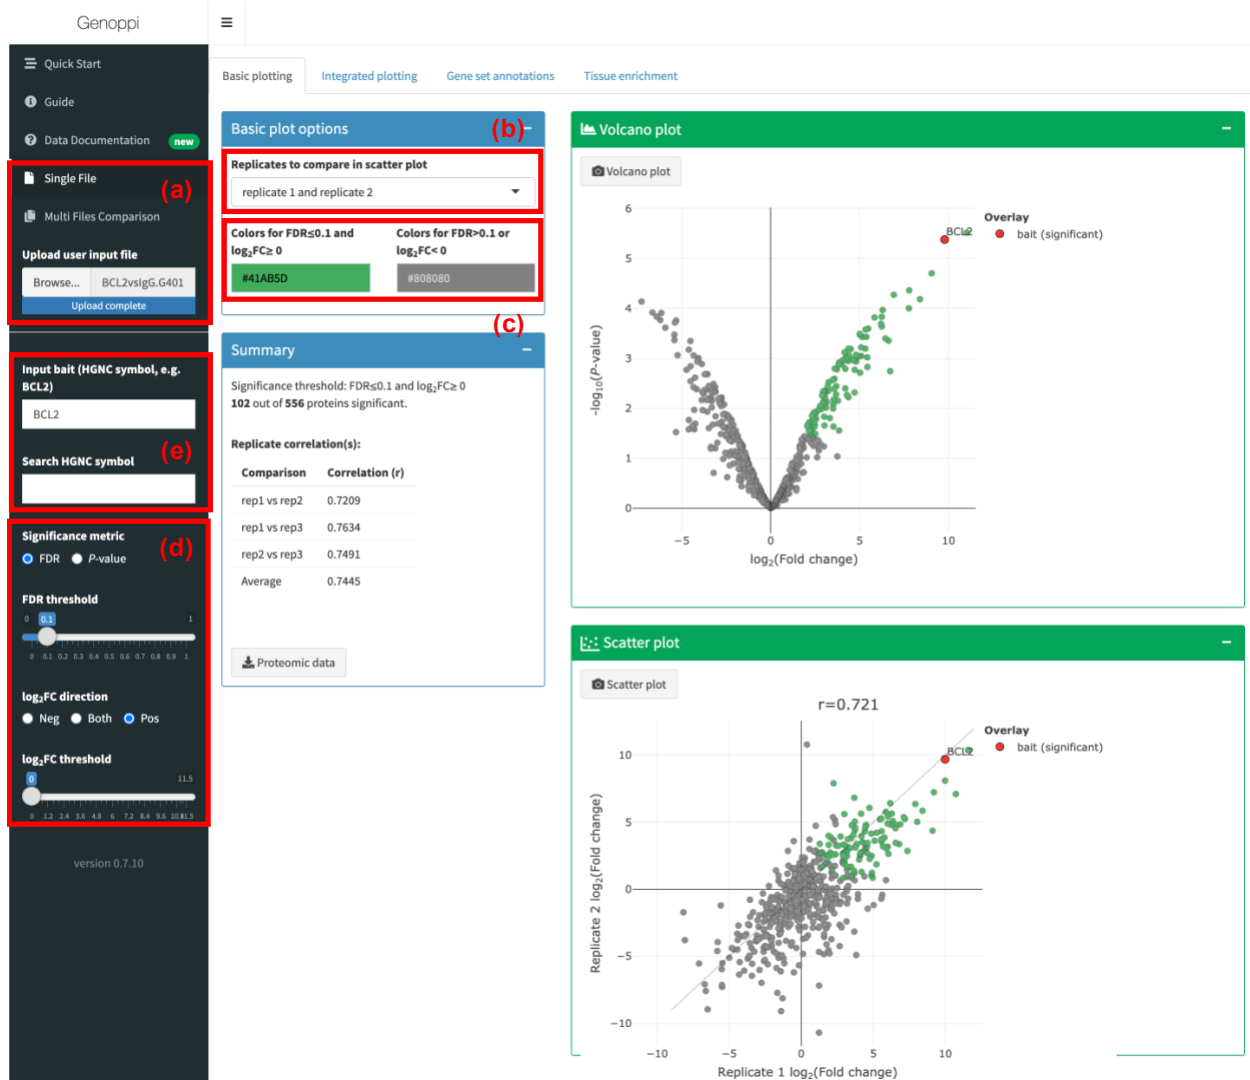 Genoppi
Quick Start
Guide
Data Documentation new
Single File
(a)
Multi Files Comparison
Upload user input file
Browse... BCL2vsIgG.G401
Upload complete
Input bait (HGNC symbol, e.g.
BCL2)
BCL2
(e)
Search HGNC symbol
Significance metric
(d)
FDR P-value
FDR threshold
0 0.1 1
0 0.1 0.2 0.3 0.4 0.5 0.6 0.7 0.8 0.9 1
log2FC direction
Neg Both Pos
log2FC threshold
0 11.5
0 1.2 2.4 3.6 4.8 6 7.2 8.4 9.6 10.8 11.5
version 0.7.10
Basic plotting Integrated plotting Gene set annotations Tissue enrichment
Basic plot options
(b)
Replicates to compare in scatter plot
replicate 1 and replicate 2
Colors for FDR≤0.1 and
log2FC≥ 0
Colors for FDR>0.1 or
log2FC< 0
#41AB5D #808080
(c)
Summary
Significance threshold: FDR≤0.1 and log2FC≥ 0
102 out of 556 proteins significant.
Replicate correlation(s):
Comparison Correlation (r)
rep1 vs rep2 0.7209
rep1 vs rep3 0.7634
rep2 vs rep3 0.7491
Average 0.7445
Proteomic data
Volcano plot
Volcano plot
6
5
4
3
2
1
0
-log10(P-value)
−5 0 5 10
log2(Fold change)
BCL2
Overlay
bait (significant)
Scatter plot
Scatter plot
r=0.721
10
5
0
−5
−10
Replicate 2 log2(Fold change)
−10 −5 0 5 10
Replicate 1 log2(Fold change)
BCL2
Overlay
bait (significant)